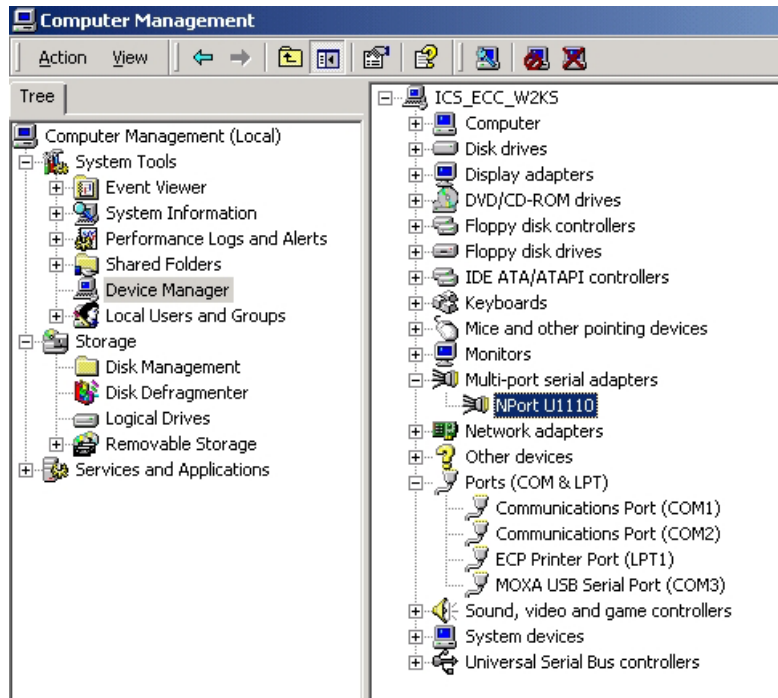 Computer Management
Action View
Tree
Computer Management (Local)
System Tools
Event Viewer
System Information
Performance Logs and Alerts
Shared Folders
Device Manager
Local Users and Groups
Storage
Disk Management
Disk Defragmenter
Logical Drives
Removable Storage
Services and Applications
ICS_ECC_W2KS
Computer
Disk drives
Display adapters
DVD/CD-ROM drives
Floppy disk controllers
Floppy disk drives
IDE ATA/ATAPI controllers
Keyboards
Mice and other pointing devices
Monitors
Multi-port serial adapters
NPort U1110
Network adapters
Other devices
Ports (COM & LPT)
Communications Port (COM1)
Communications Port (COM2)
ECP Printer Port (LPT1)
MOXA USB Serial Port (COM3)
Sound, video and game controllers
System devices
Universal Serial Bus controllers